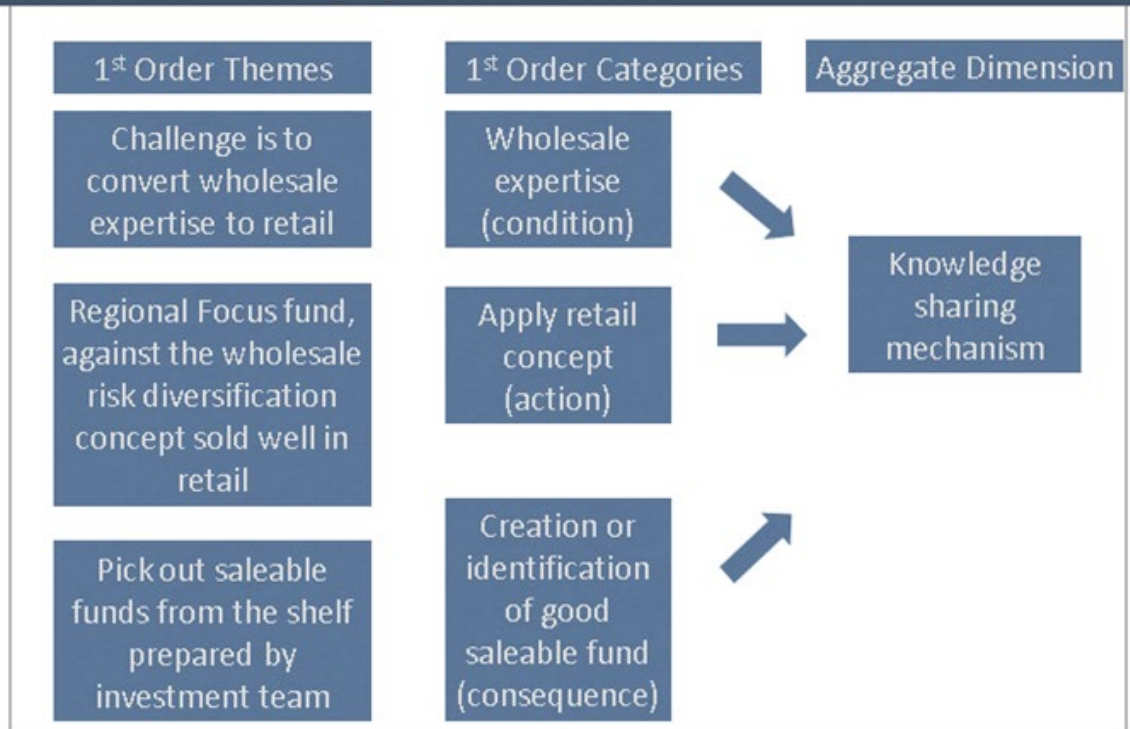 1st Order Themes
1st Order Categories
Aggregate Dimension
Challenge is to
convert wholesale
expertise to retail
Wholesale
expertise
(condition)
Knowledge
sharing
mechanism
Regional Focus fund,
against the wholesale
risk diversification
concept sold well in
retail
Apply retail
concept
(action)
Pick out saleable
funds from the shelf
prepared by
investment team
Creation or
identification
of good
saleable fund
(consequence)